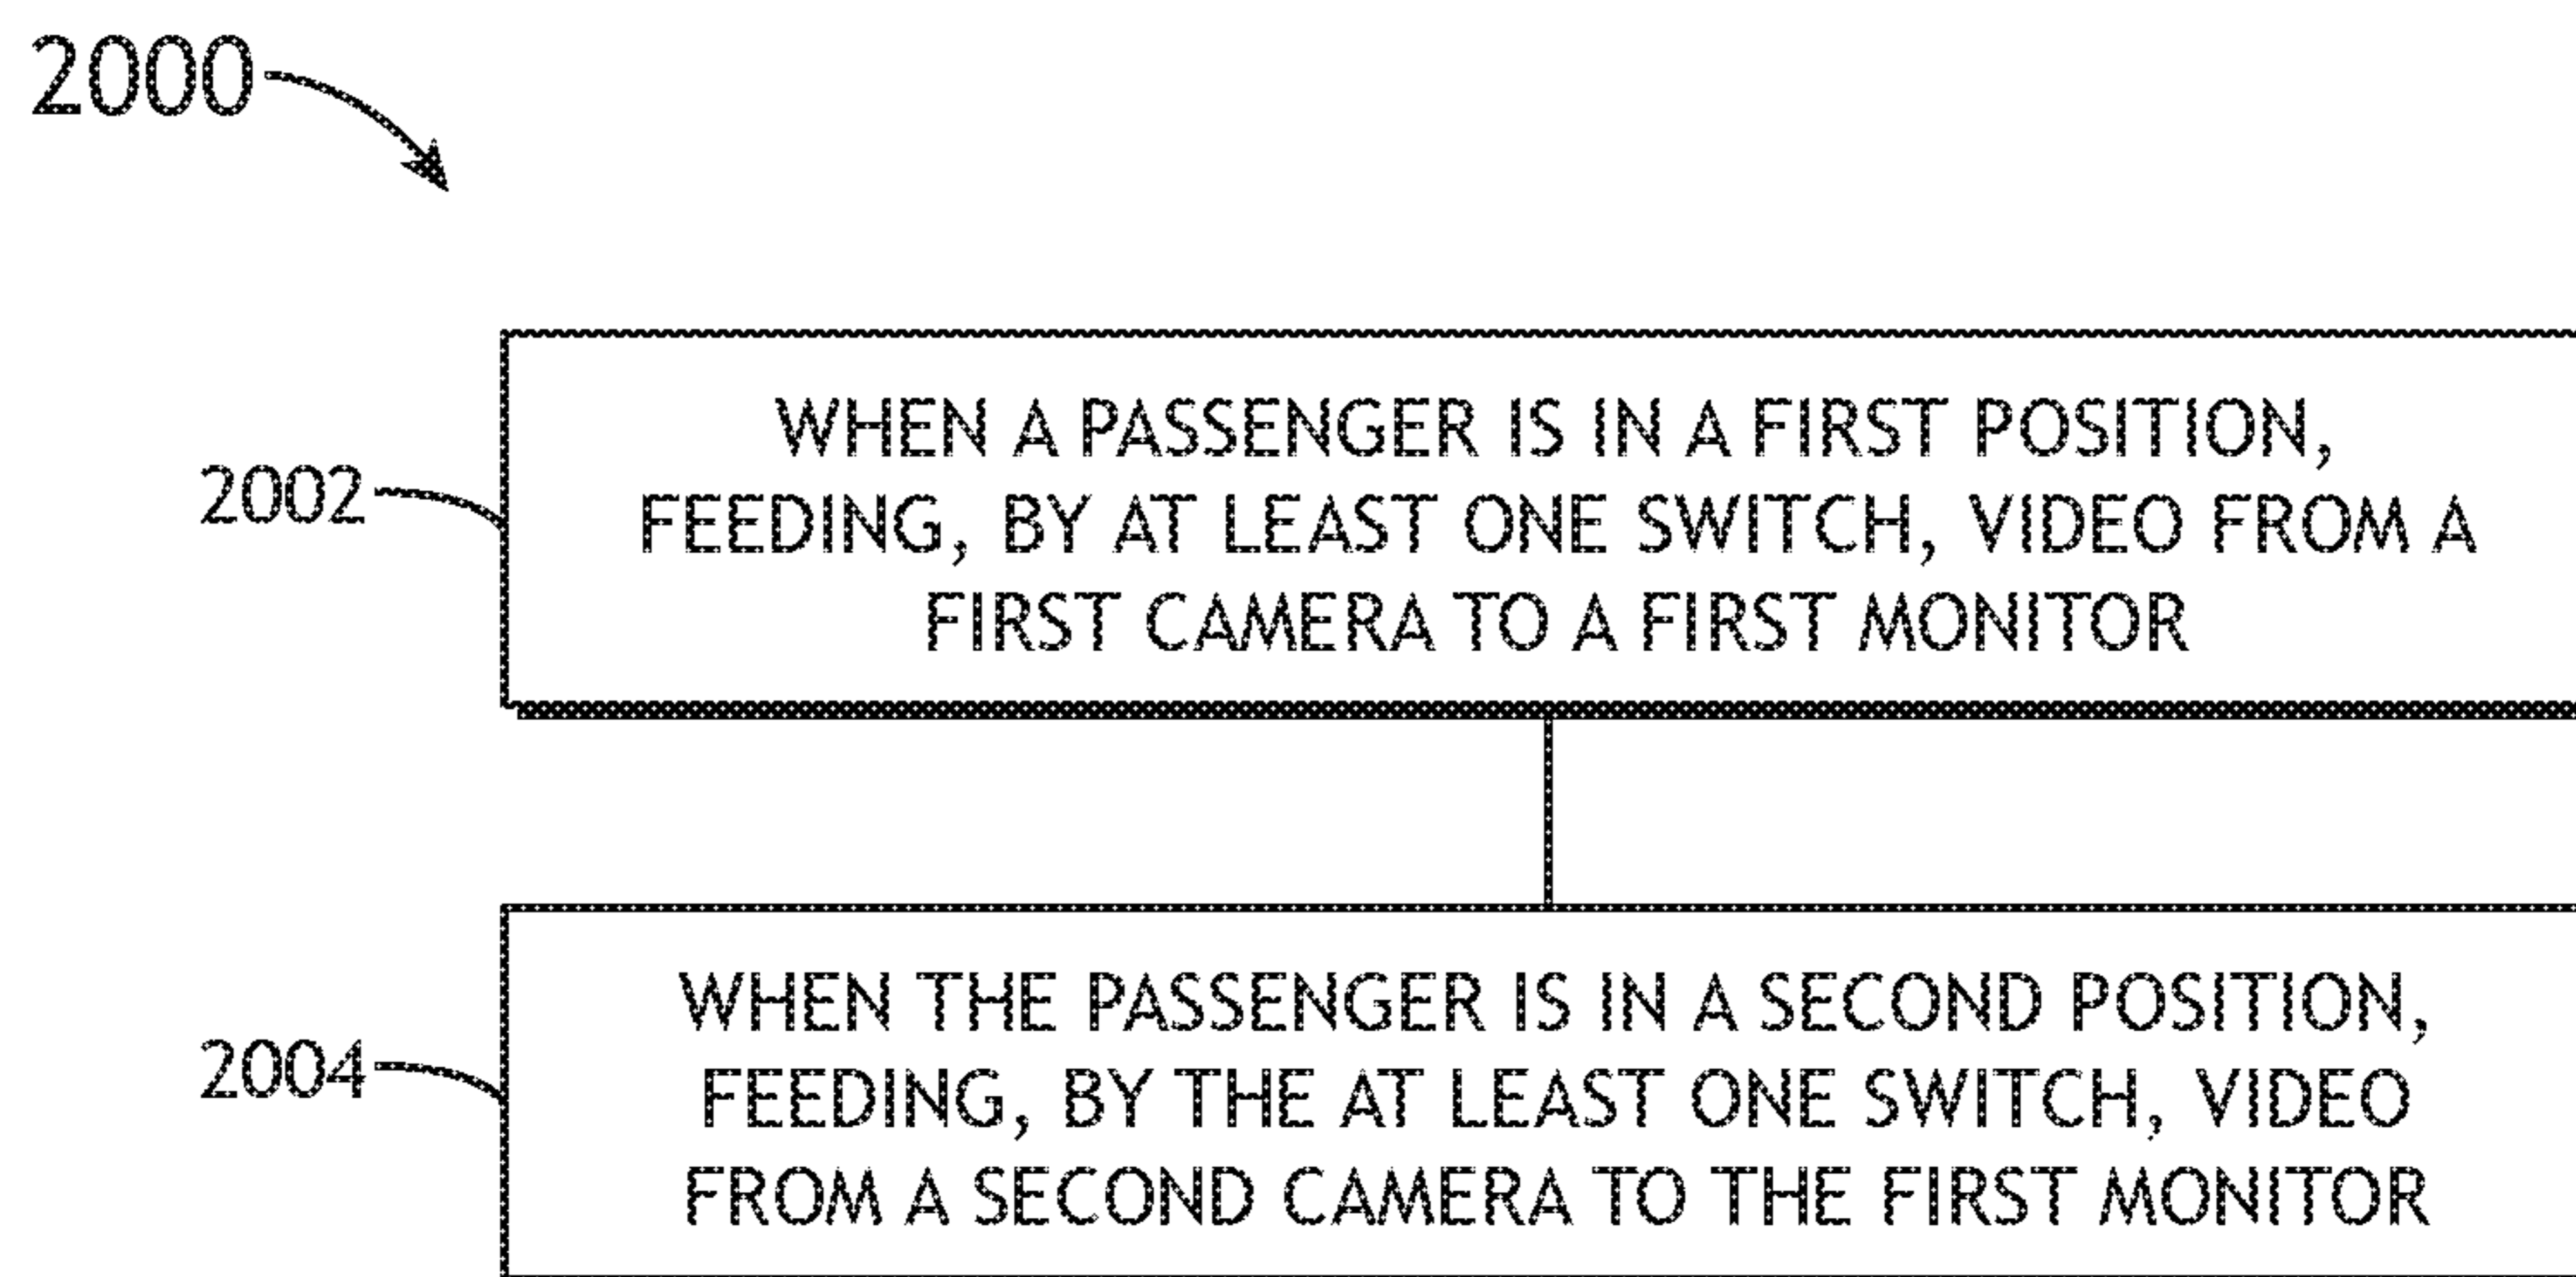 2000
2002
WHEN A PASSENGER IS IN A FIRST POSITION,
FEEDING, BY AT LEAST ONE SWITCH, VIDEO FROM A
FIRST CAMERA TO A FIRST MONITOR
2004
WHEN THE PASSENGER IS IN A SECOND POSITION,
FEEDING, BY THE AT LEAST ONE SWITCH, VIDEO
FROM A SECOND CAMERA TO THE FIRST MONITOR